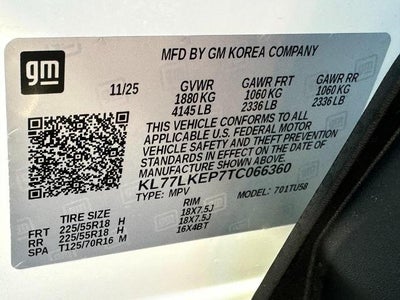 gm
MFD BY GM KOREA COMPANY
11/25 GVWR GAWR FRT GAWR RR
1880 KG 1060 KG 1060 KG
4145 LB 2336 LB 2336 LB
THIS VEHICLE CONFORMS TO ALL
APPLICABLE U.S. FEDERAL MOTOR
VEHICLE SAFETY AND THEFT PREVENTION
STANDARDS IN EFFECT ON THE DATE OF
MANUFACTURE SHOWN ABOVE.
KL77LKEP7TC066360
TYPE: MPV MODEL: 701TU58
TIRE SIZE RIM
FRT 225/55R18 H 18X7.5J
RR 225/55R18 H 18X7.5J
SPA T125/70R16 M 16X4BT